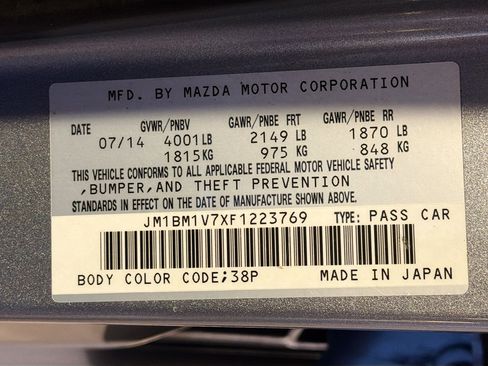 MFD. BY MAZDA MOTOR CORPORATION
DATE GVWR/PNBV GAWR/PNBE FRT GAWR/PNBE RR
07/14 4001LB 2149 LB 1870 LB
1815KG 975 KG 848 KG
THIS VEHICLE CONFORMS TO ALL APPLICABLE FEDERAL MOTOR VEHICLE SAFETY
,BUMPER,AND THEFT PREVENTION
STANDARDS IN EFFECT ON THE DATE OF MANUFACTURE SHOWN ABOVE.
JM1BM1V7XF1223769 TYPE: PASS CAR
BODY COLOR CODE;38P MADE IN JAPAN